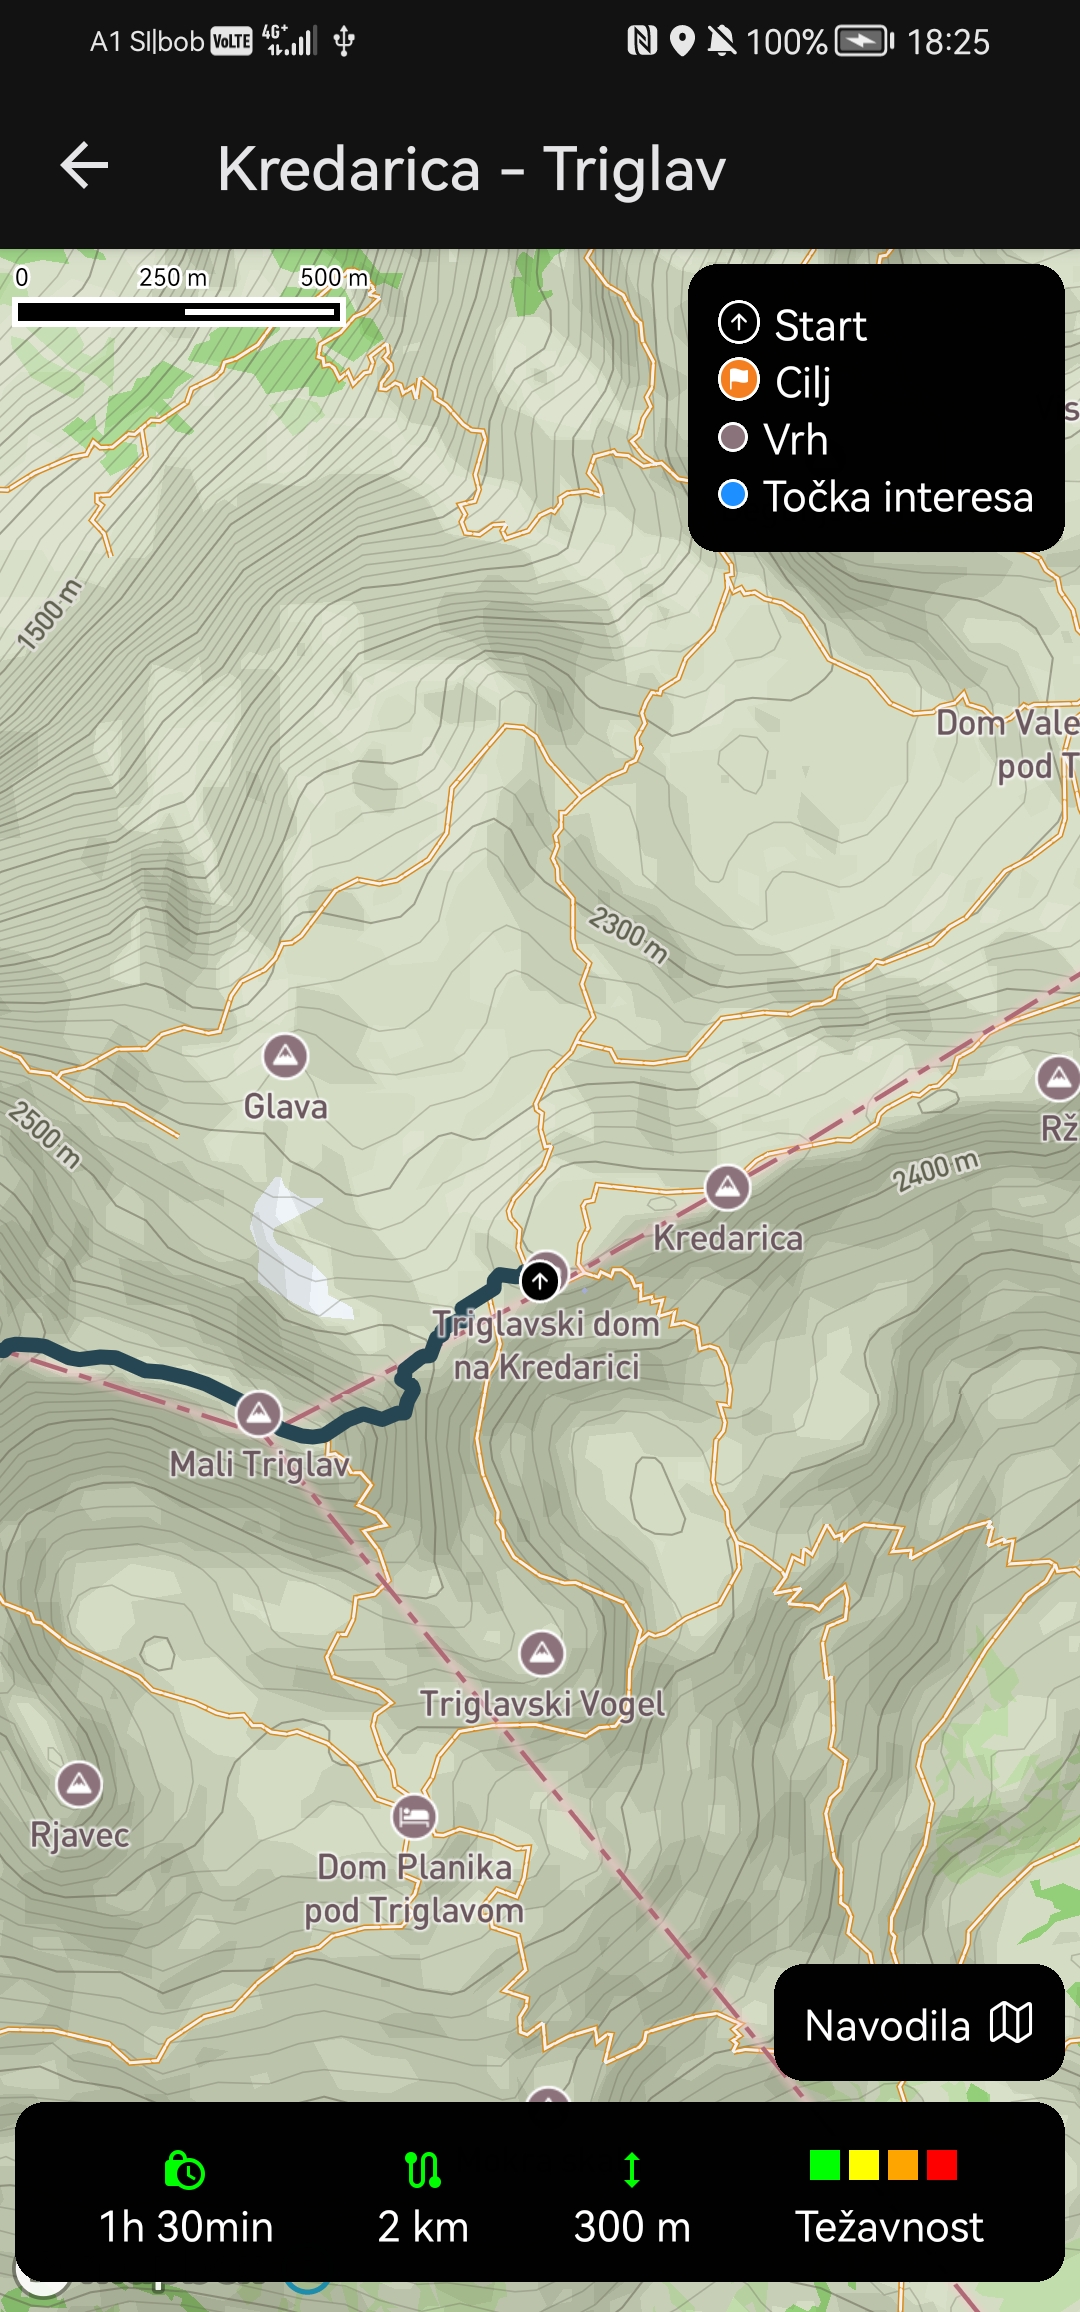 A1 SI|bob VoLTE 4G+ 100% 18:25
Kredarica - Triglav
0 250 m 500 m
Start
Cilj
Vrh
Točka interesa
1500 m
Dom Vale
pod T
2300 m
Glava
2500 m
Rž
2400 m
Kredarica
Triglavski dom
na Kredarici
Mali Triglav
Triglavski Vogel
Rjavec
Dom Planika
pod Triglavom
Navodila
1h 30min 2 km 300 m Težavnost